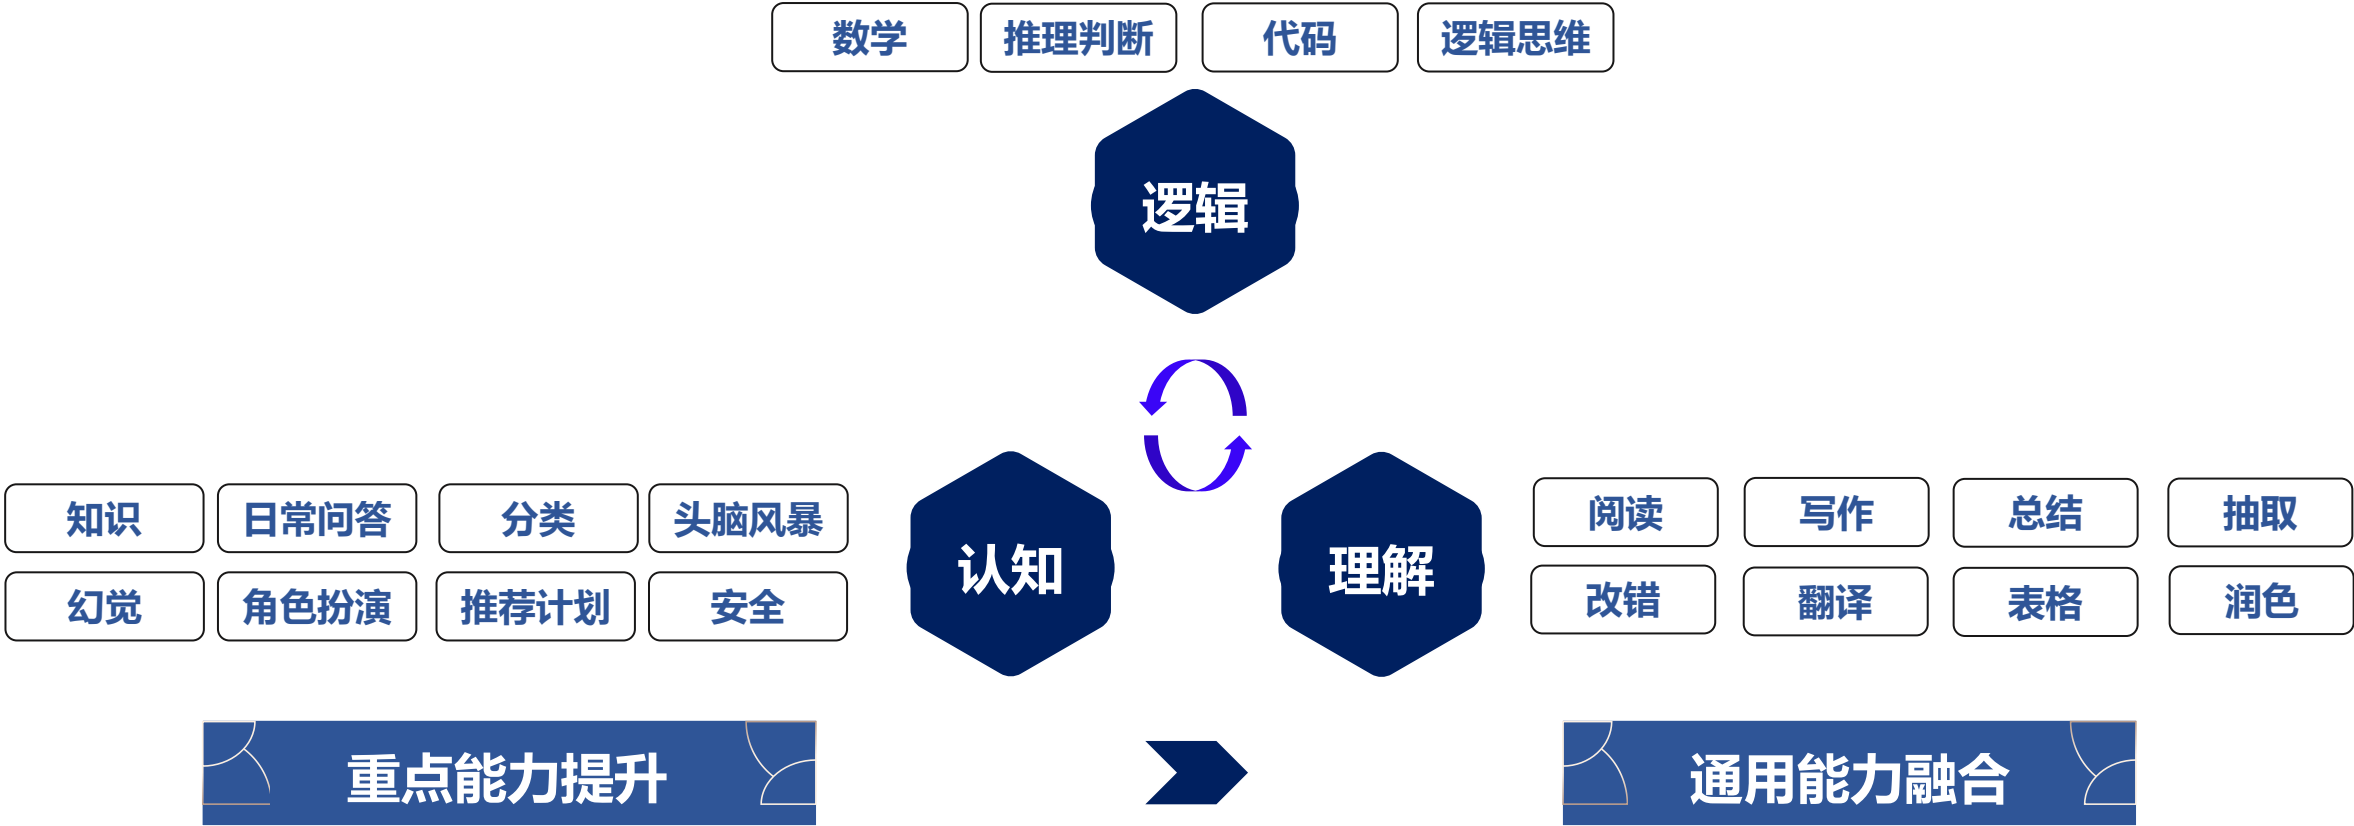 数学 推理判断 代码 逻辑思维
逻辑
知识 日常问答 分类 头脑风暴
幻觉 角色扮演 推荐计划 安全
认知
理解
阅读 写作 总结 抽取
改错 翻译 表格 润色
重点能力提升
通用能力融合